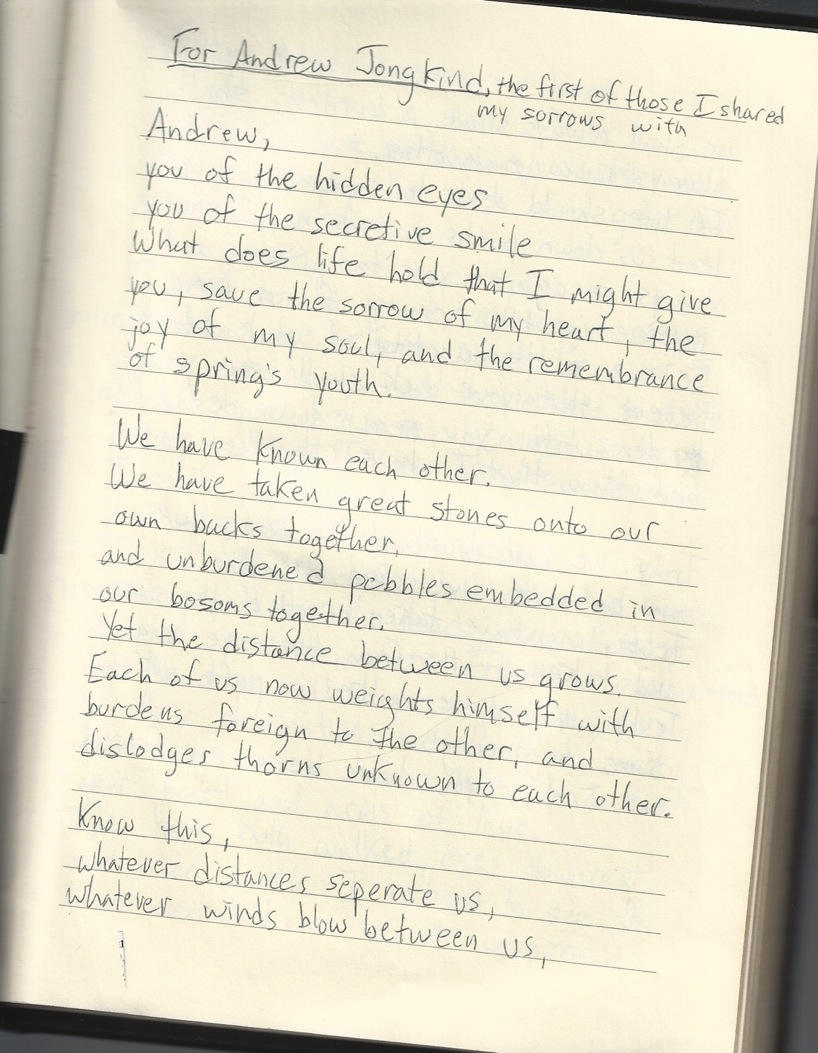 For Andrew Jongkind, the first of those I shared
my sorrows with
Andrew,
you of the hidden eyes
you of the secretive smile
What does life hold that I might give
you, save the sorrow of my heart, the
joy of my soul, and the remembrance
of spring's youth.
We have known each other.
We have taken great stones onto our
own backs together,
and unburdened pebbles embedded in
our bosoms together.
Yet the distance between us grows.
Each of us now weights himself with
burdens foreign to the other, and
dislodges thorns unknown to each other.
Know this,
whatever distances seperate us,
whatever winds blow between us,